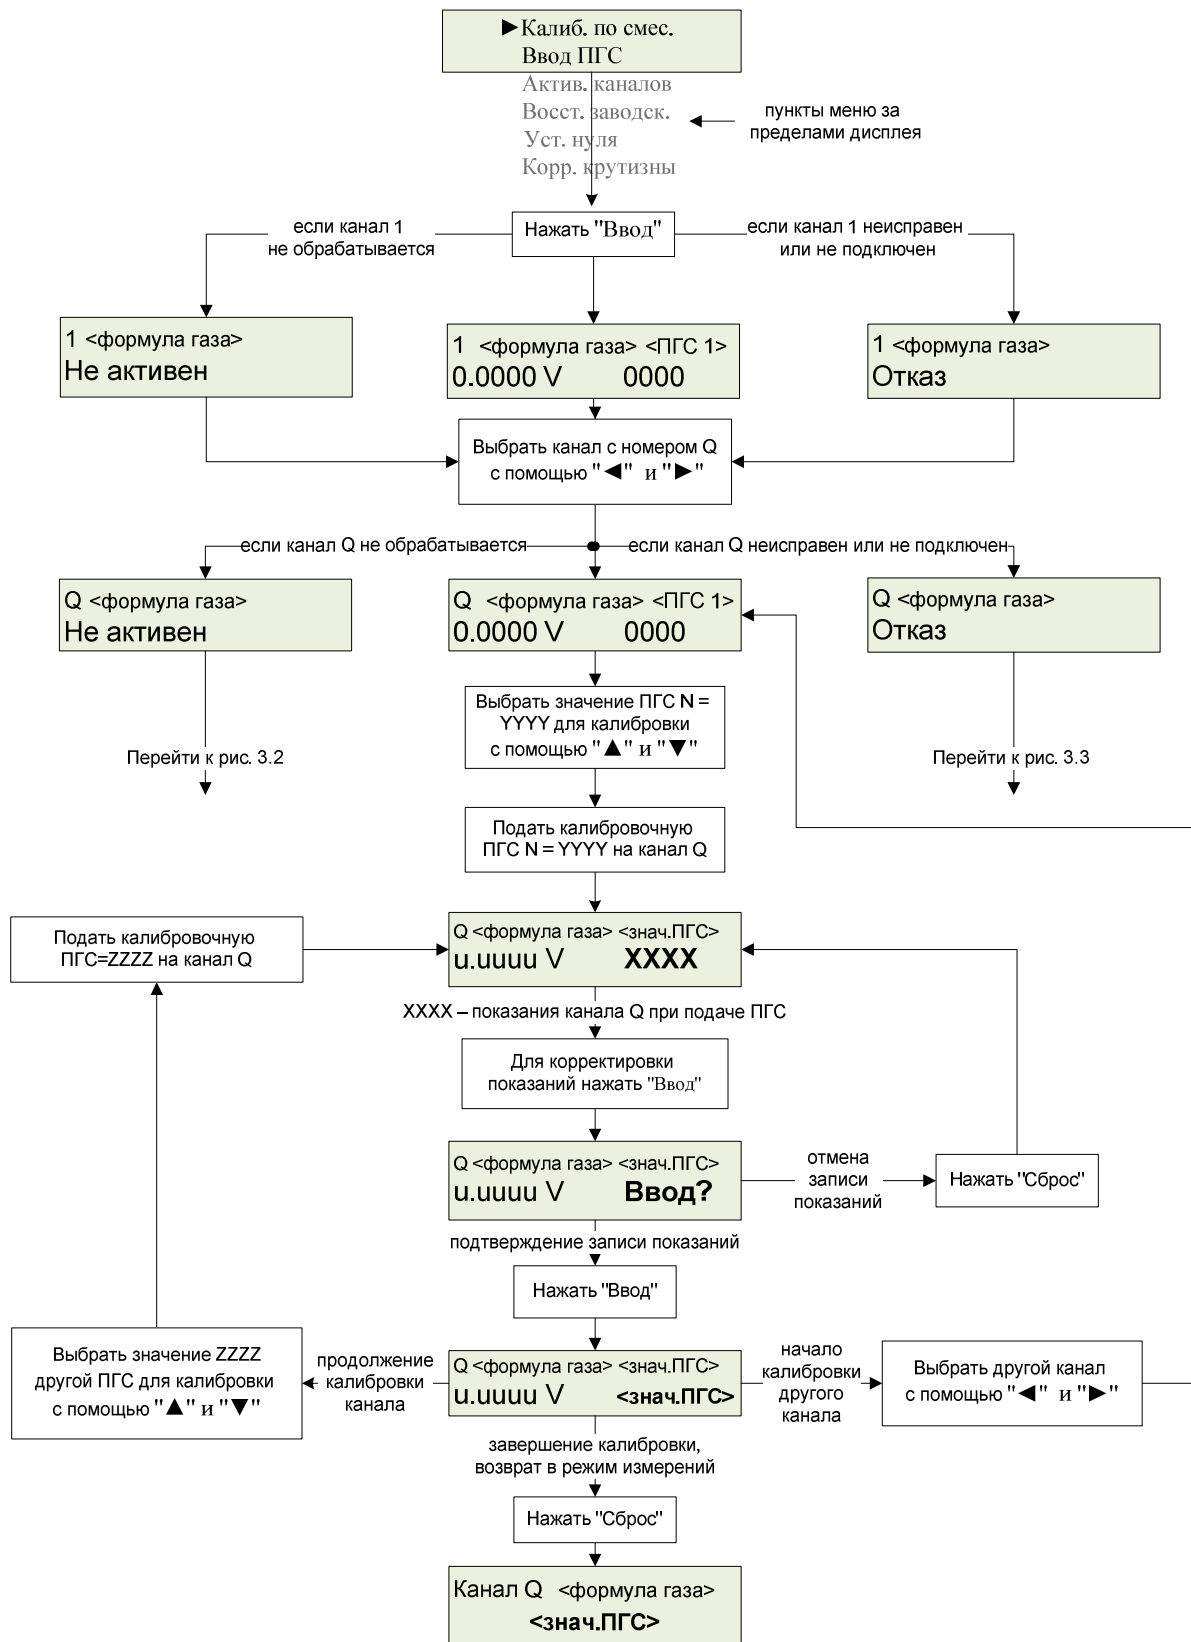 ►Калиб. по смес.
Ввод ПГС
Актив. каналов
Восст. заводск.
Уст. нуля
Корр. крутизны
пункты меню за
пределами дисплея
если канал 1
не обрабатывается
Нажать "Ввод"
если канал 1 неисправен
или не подключен
1 <формула газа>
Не активен
1 <формула газа> <ПГС 1>
0.0000 V 0000
1 <формула газа>
Отказ
Выбрать канал с номером Q
с помощью "◄" и "►"
если канал Q не обрабатывается
если канал Q неисправен или не подключен
Q <формула газа>
Не активен
Q <формула газа> <ПГС 1>
0.0000 V 0000
Q <формула газа>
Отказ
Выбрать значение ПГС N =
YYYY для калибровки
с помощью "▲" и "▼"
Перейти к рис. 3.2
Перейти к рис. 3.3
Подать калибровочную
ПГС N = YYYY на канал Q
Подать калибровочную
ПГС=ZZZZ на канал Q
Q <формула газа> <знач.ПГС>
u.uuuu V XXXX
XXXX – показания канала Q при подаче ПГС
Для корректировки
показаний нажать "Ввод"
Q <формула газа> <знач.ПГС>
u.uuuu V Ввод?
отмена
записи
показаний
Нажать "Сброс"
подтверждение записи показаний
Нажать "Ввод"
Выбрать значение ZZZZ
другой ПГС для калибровки
с помощью "▲" и "▼"
продолжение
калибровки
канала
Q <формула газа> <знач.ПГС>
u.uuuu V <знач.ПГС>
начало
калибровки
другого
канала
Выбрать другой канал
с помощью "◄" и "►"
завершение калибровки,
возврат в режим измерений
Нажать "Сброс"
Канал Q <формула газа>
<знач.ПГС>